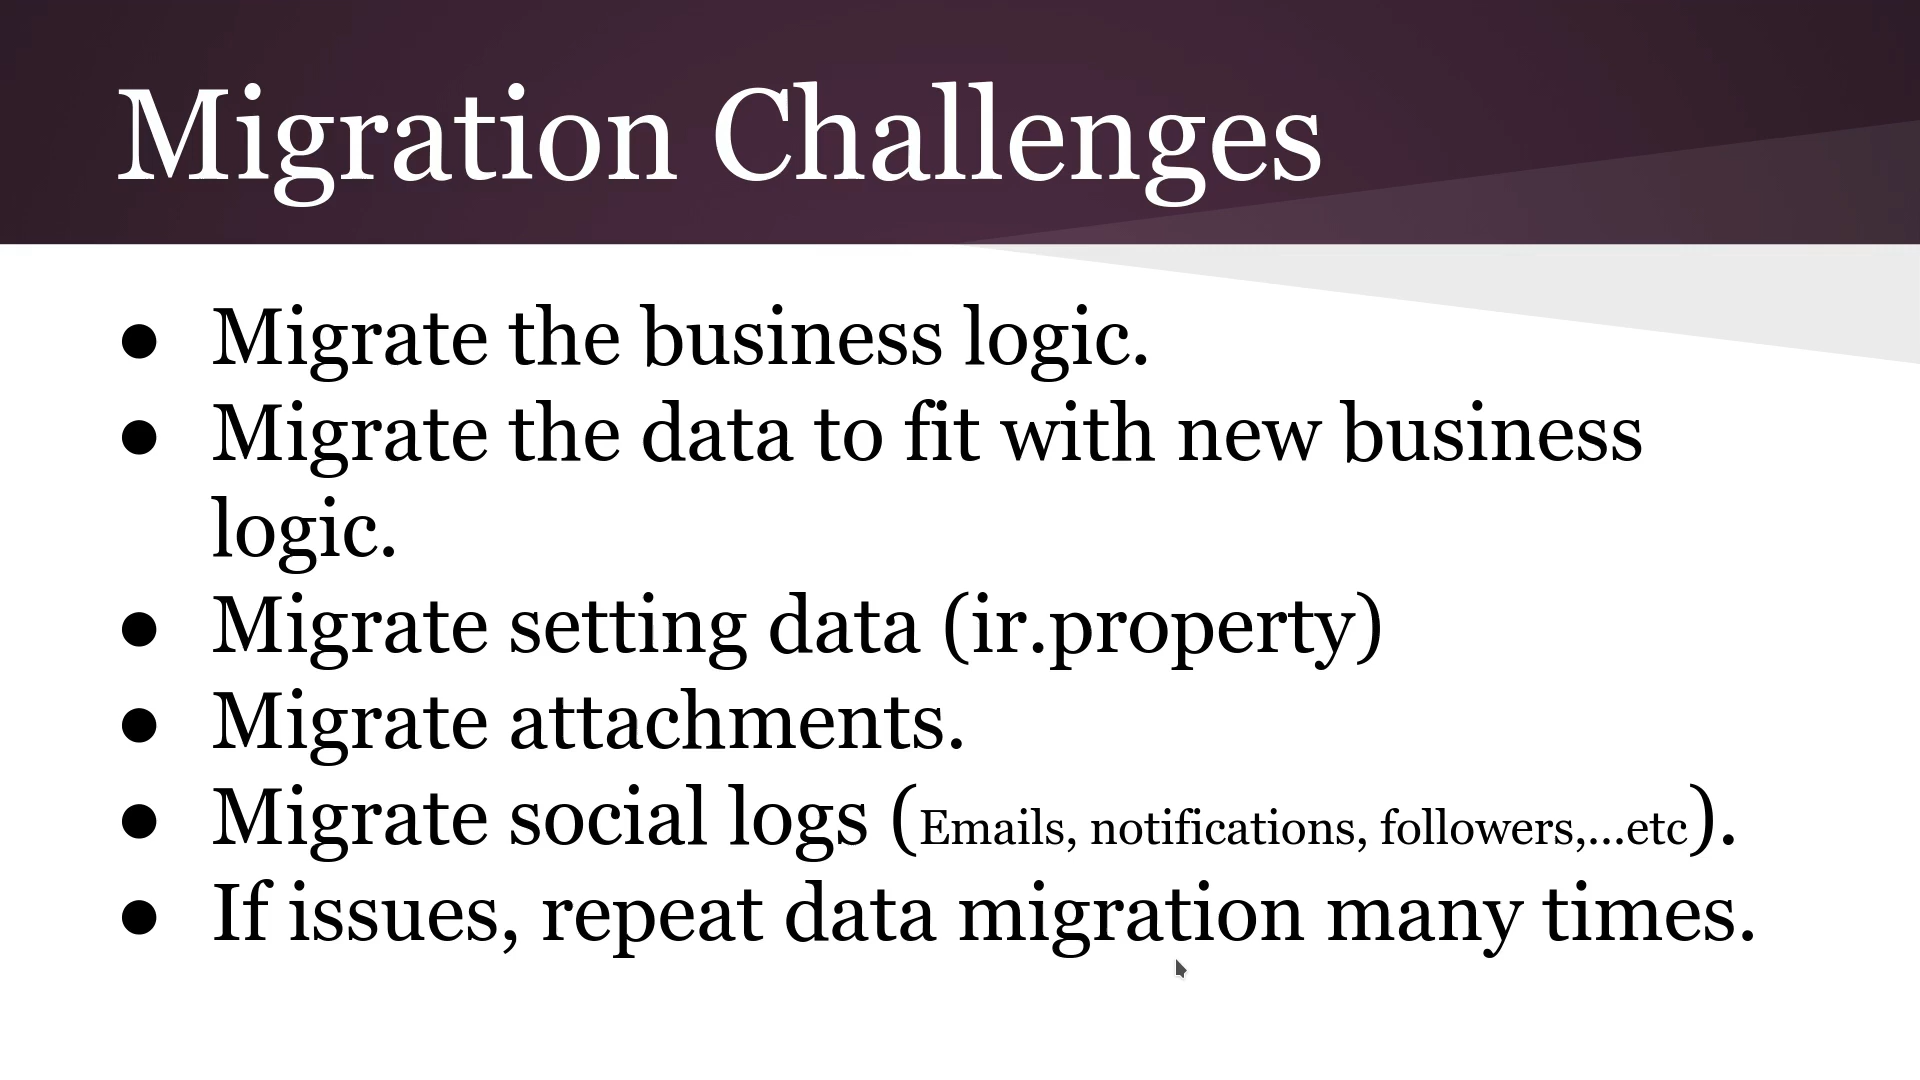 Migration Challenges
● Migrate the business logic.
● Migrate the data to fit with new business
logic.
● Migrate setting data (ir.property)
● Migrate attachments.
● Migrate social logs (Emails, notifications, followers,...etc).
● If issues, repeat data migration many times.